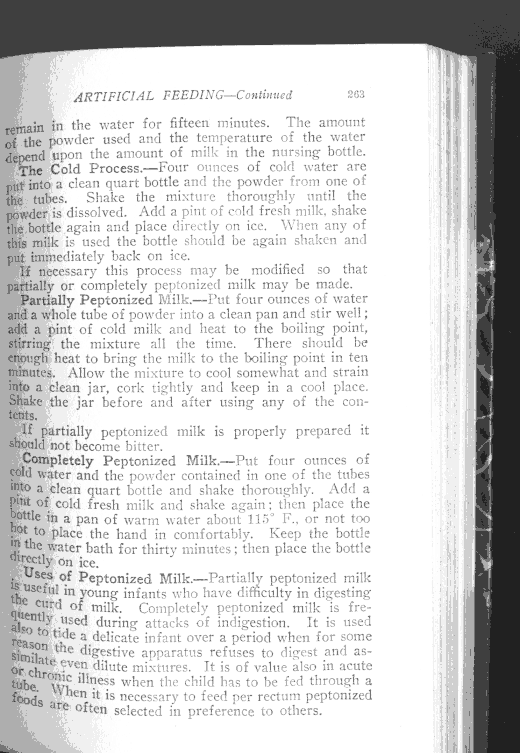 ARTIFICIAL FEEDING—Continued 263
remain in the water for fifteen minutes. The amount
of the powder used and the temperature of the water
depend upon the amount of milk in the nursing bottle.
The Cold Process.—Four ounces of cold water are
put into a clean quart bottle and the powder from one of
the tubes. Shake the mixture thoroughly until the
powder is dissolved. Add a pint of cold fresh milk, shake
the bottle again and place directly on ice. When any of
this milk is used the bottle should be again shaken and
put immediately back on ice.
If necessary this process may be modified so that
partially or completely peptonized milk may be made.
Partially Peptonized Milk.—Put four ounces of water
and a whole tube of powder into a clean pan and stir well;
add a pint of cold milk and heat to the boiling point,
stirring the mixture all the time. There should be
enough heat to bring the milk to the boiling point in ten
minutes. Allow the mixture to cool somewhat and strain
into a clean jar, cork tightly and keep in a cool place.
Shake the jar before and after using any of the con-
tents.
If partially peptonized milk is properly prepared it
should not become bitter.
Completely Peptonized Milk.—Put four ounces of
cold water and the powder contained in one of the tubes
into a clean quart bottle and shake thoroughly. Add a
pint of cold fresh milk and shake again; then place the
bottle in a pan of warm water about 115° F., or not too
hot to place the hand in comfortably. Keep the bottle
in the water bath for thirty minutes; then place the bottle
directly on ice.
Uses of Peptonized Milk.—Partially peptonized milk
is useful in young infants who have difficulty in digesting
the curd of milk. Completely peptonized milk is fre-
quently used during attacks of indigestion. It is used
also to tide a delicate infant over a period when for some
reason the digestive apparatus refuses to digest and as-
similate even dilute mixtures. It is of value also in acute
or chronic illness when the child has to be fed through a
tube. When it is necessary to feed per rectum peptonized
foods are often selected in preference to others.